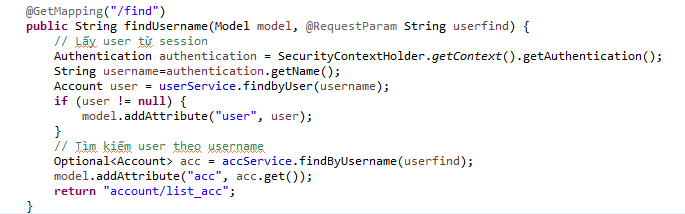 @GetMapping("/find")
public String findUsername(Model model, @RequestParam String userfind) {
// Lấy user từ session
Authentication authentication = SecurityContextHolder.getContext().getAuthentication();
String username=authentication.getName();
Account user = userService.findbyUser(username);
if (user != null) {
model.addAttribute("user", user);
}
// Tìm kiếm user theo username
Optional<Account> acc = accService.findByUsername(userfind);
model.addAttribute("acc", acc.get());
return "account/list_acc";
}